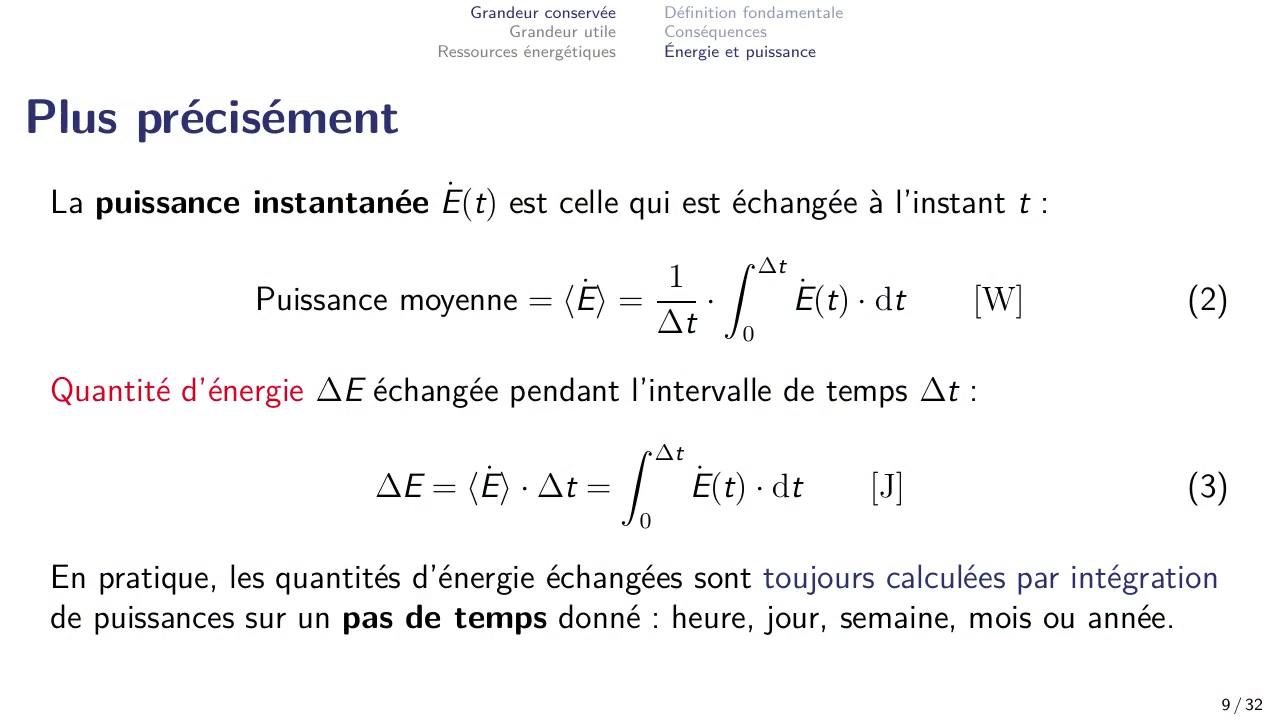 Grandeur conservée
Grandeur utile
Ressources énergétiques
Définition fondamentale
Conséquences
Énergie et puissance
Plus précisément
La puissance instantanée Ė(t) est celle qui est échangée à l'instant t :
Puissance moyenne = ⟨Ė⟩ = 1/Δt · ∫₀^Δt Ė(t) · dt [W] (2)
Quantité d'énergie ΔE échangée pendant l'intervalle de temps Δt :
ΔE = ⟨Ė⟩ · Δt = ∫₀^Δt Ė(t) · dt [J] (3)
En pratique, les quantités d'énergie échangées sont toujours calculées par intégration
de puissances sur un pas de temps donné : heure, jour, semaine, mois ou année.
9 / 32